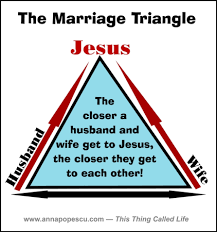 The Marriage Triangle
Jesus
Husband
Wife
The
closer a
husband and
wife get to Jesus,
the closer they get
to each other!
www.annapopescu.com — This Thing Called Life